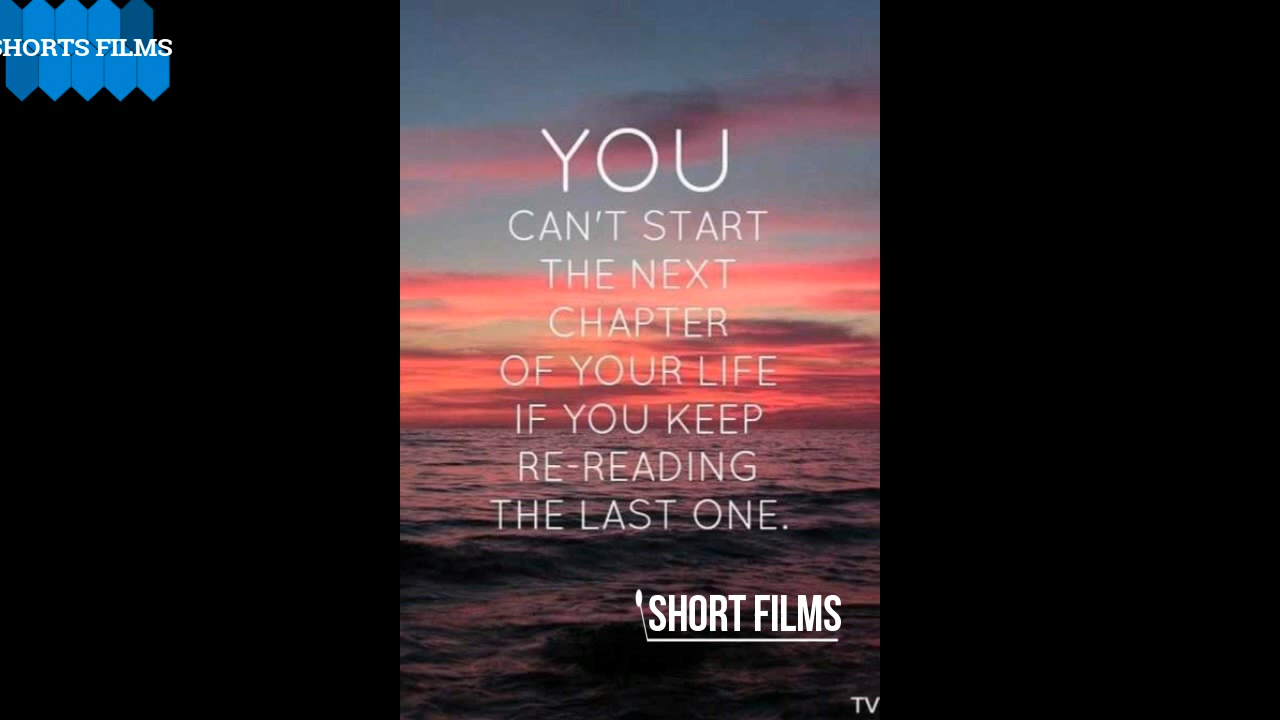 SHORTS FILMS
YOU
CAN'T START
THE NEXT
CHAPTER
OF YOUR LIFE
IF YOU KEEP
RE-READING
THE LAST ONE.
SHORT FILMS
TV